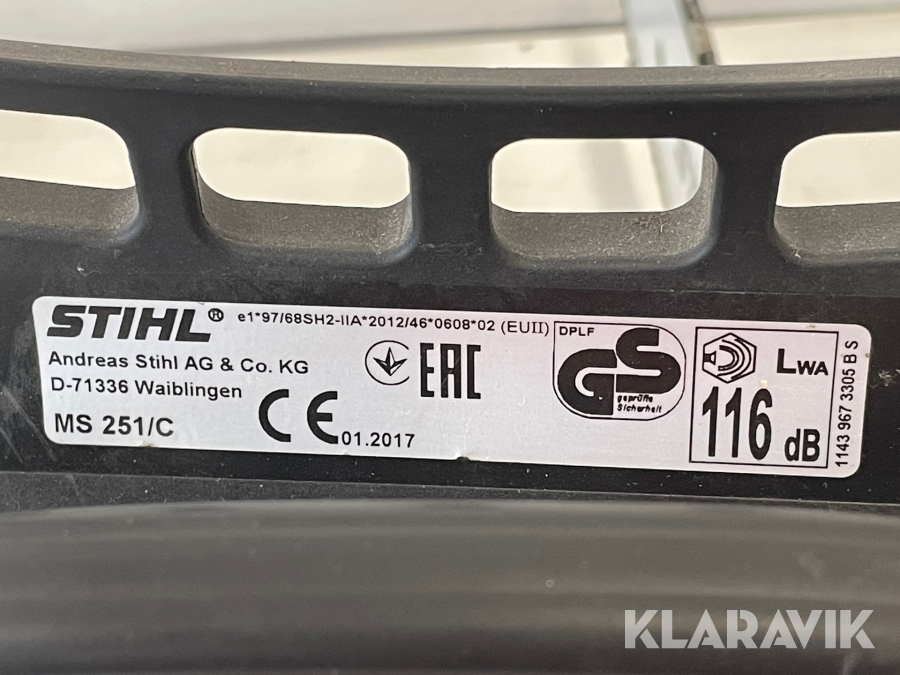 STIHL® e1*97/68SH2-IIA*2012/46*0608*02 (EUII)
Andreas Stihl AG & Co. KG
D-71336 Waiblingen
MS 251/C
EAC
CE 01.2017
DPLF
GS
geprüfte
Sicherheit
LWA
116 dB
1143 967 3305 B S
KLARAVIK